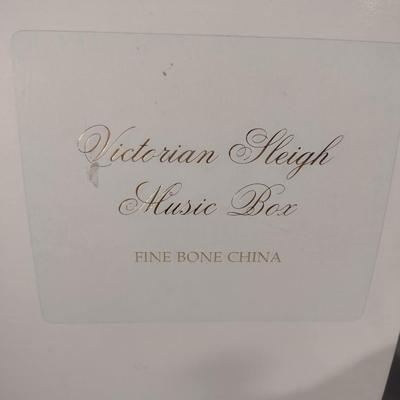 Victorian Sleigh
Music Box
FINE BONE CHINA